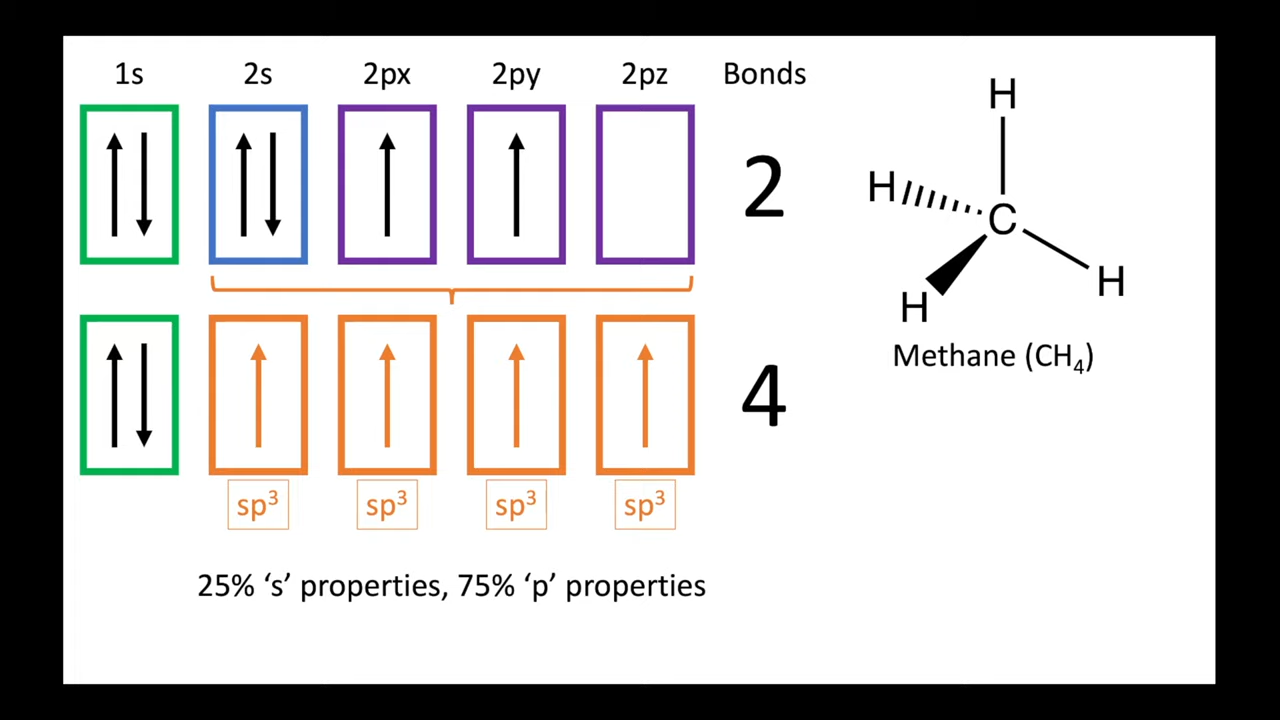 1s 2s 2px 2py 2pz Bonds
2
H
H
C
H
H
Methane (CH₄)
4
sp³ sp³ sp³ sp³
25% ‘s’ properties, 75% ‘p’ properties